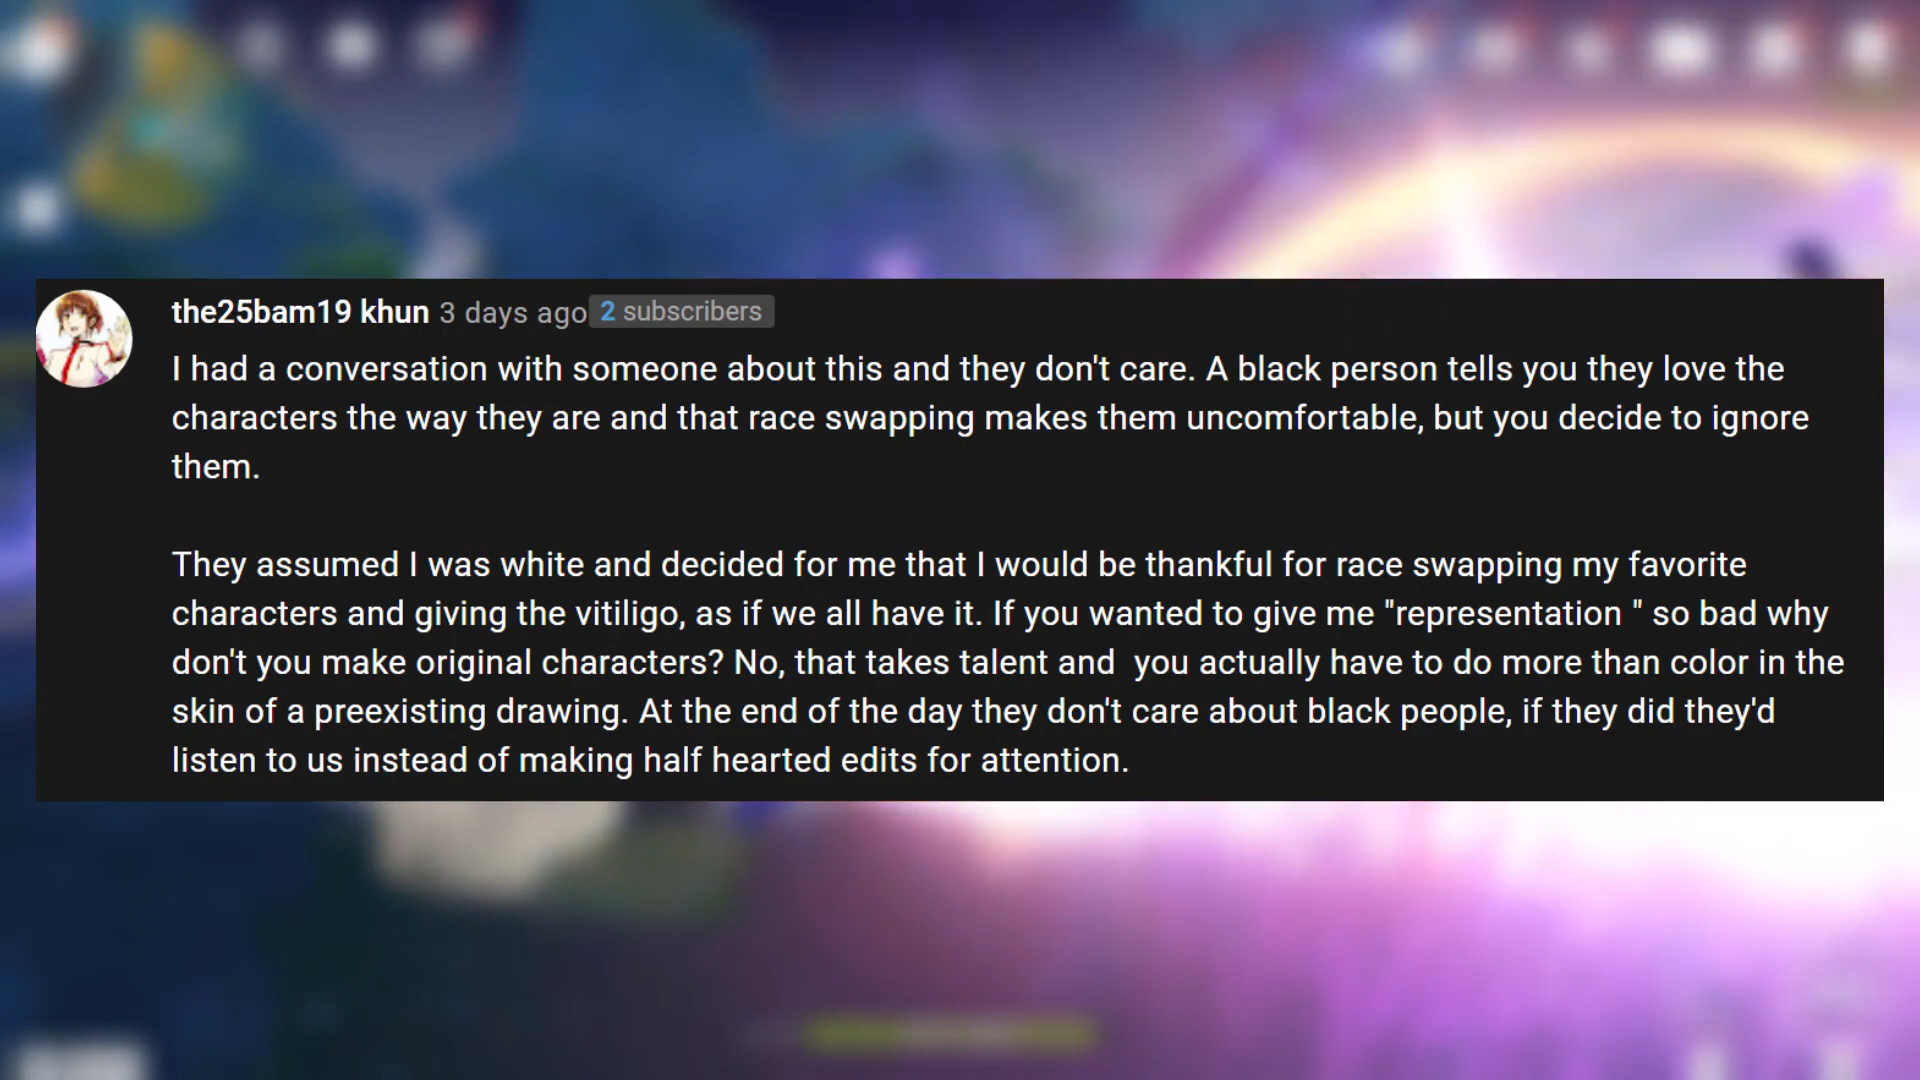 the25bam19 khun 3 days ago 2 subscribers
I had a conversation with someone about this and they don't care. A black person tells you they love the
characters the way they are and that race swapping makes them uncomfortable, but you decide to ignore
them.
They assumed I was white and decided for me that I would be thankful for race swapping my favorite
characters and giving the vitiligo, as if we all have it. If you wanted to give me "representation " so bad why
don't you make original characters? No, that takes talent and  you actually have to do more than color in the
skin of a preexisting drawing. At the end of the day they don't care about black people, if they did they'd
listen to us instead of making half hearted edits for attention.